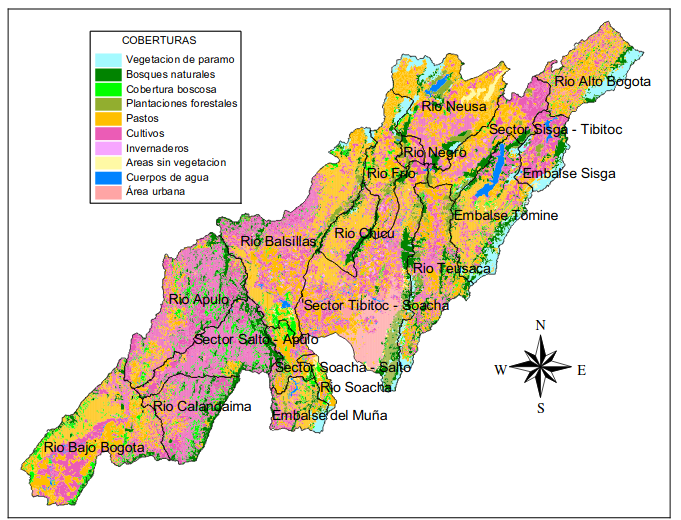 COBERTURAS
Vegetacion de paramo
Bosques naturales
Cobertura boscosa
Plantaciones forestales
Pastos
Cultivos
Invernaderos
Areas sin vegetacion
Cuerpos de agua
Área urbana
Rio Alto Bogota
Rio Neusa
Sector Sisga - Tibitoc
Rio Negro
Rio Frio
Embalse Sisga
Embalse Tomine
Rio Chicu
Rio Balsillas
Rio Teusaca
Rio Apulo
Sector Tibitoc - Soacha
Sector Salto - Apulo
Sector Soacha - Salto
Rio Soacha
Rio Calandaima
Embalse del Muña
Rio Bajo Bogota
N
W E
S